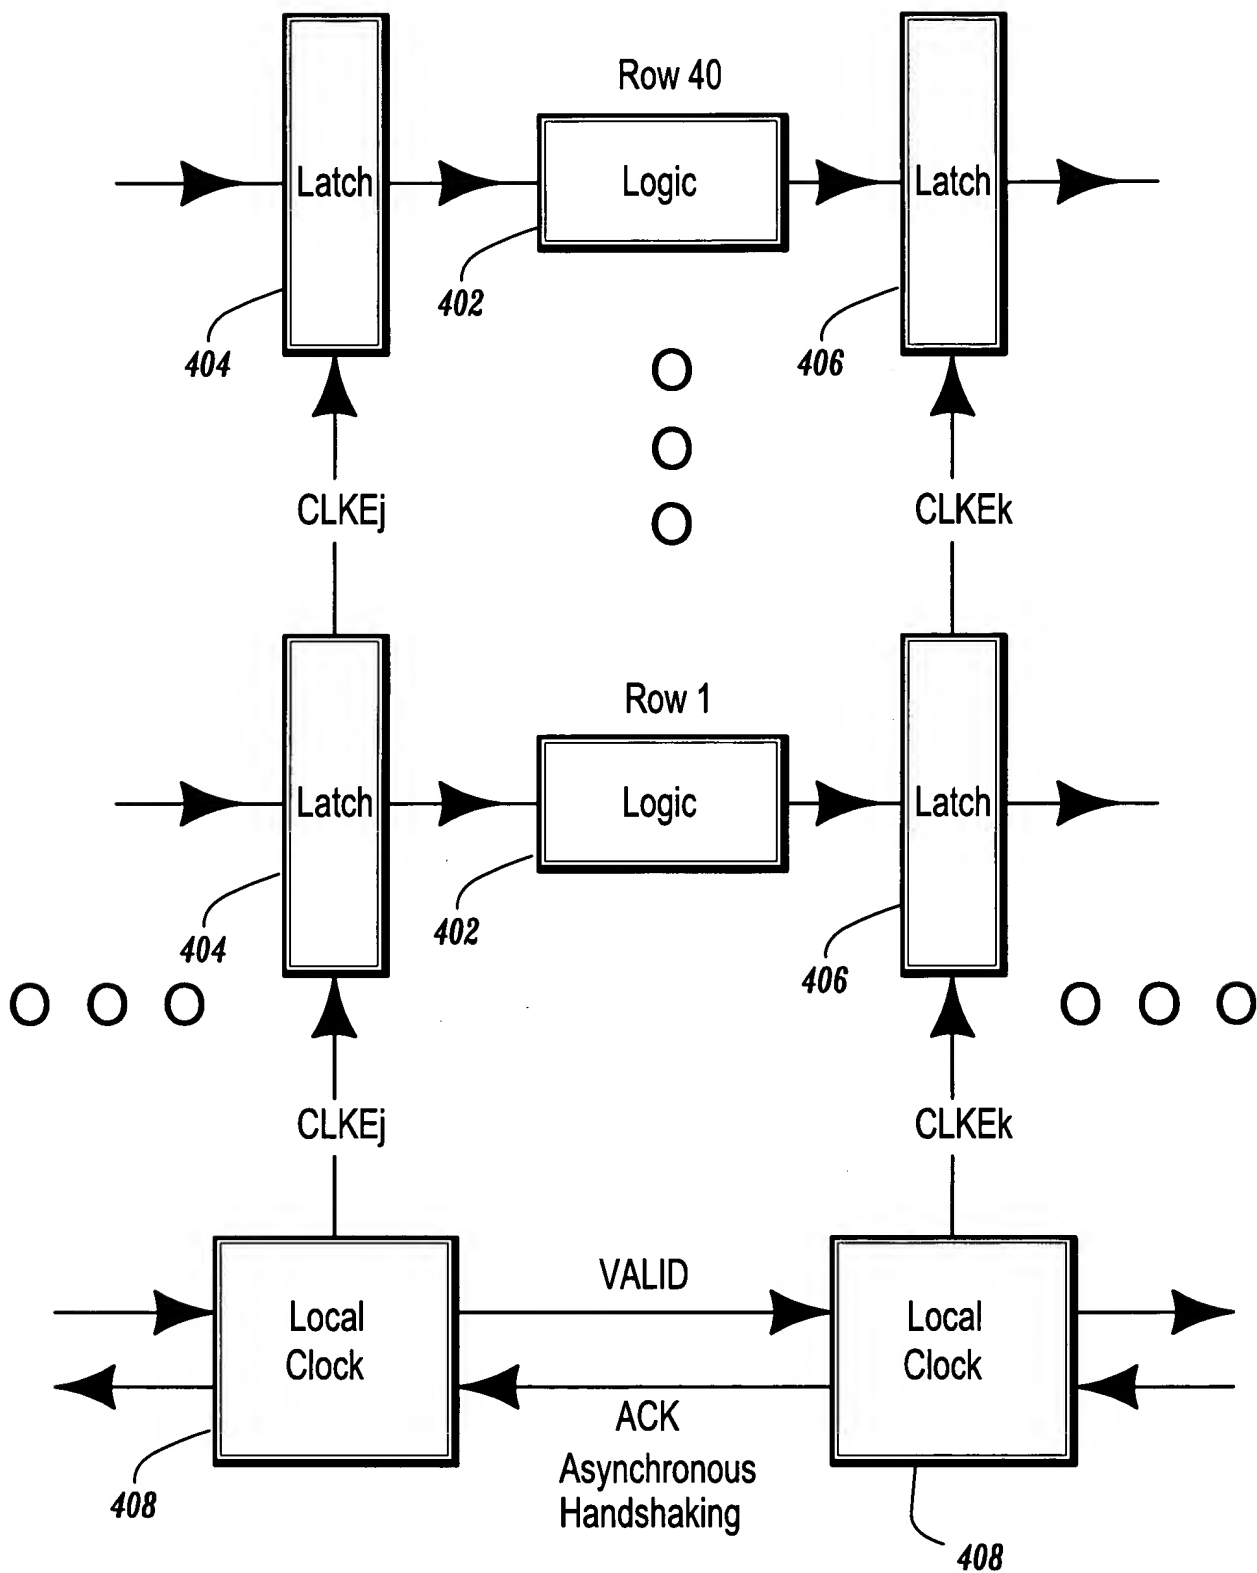 Row 40
Latch
Logic
Latch
402
404
406
O
O
O
CLKEj
CLKEk
Row 1
Latch
Logic
Latch
402
404
406
O O O
O O O
CLKEj
CLKEk
VALID
Local
Clock
Local
Clock
ACK
Asynchronous
Handshaking
408
408